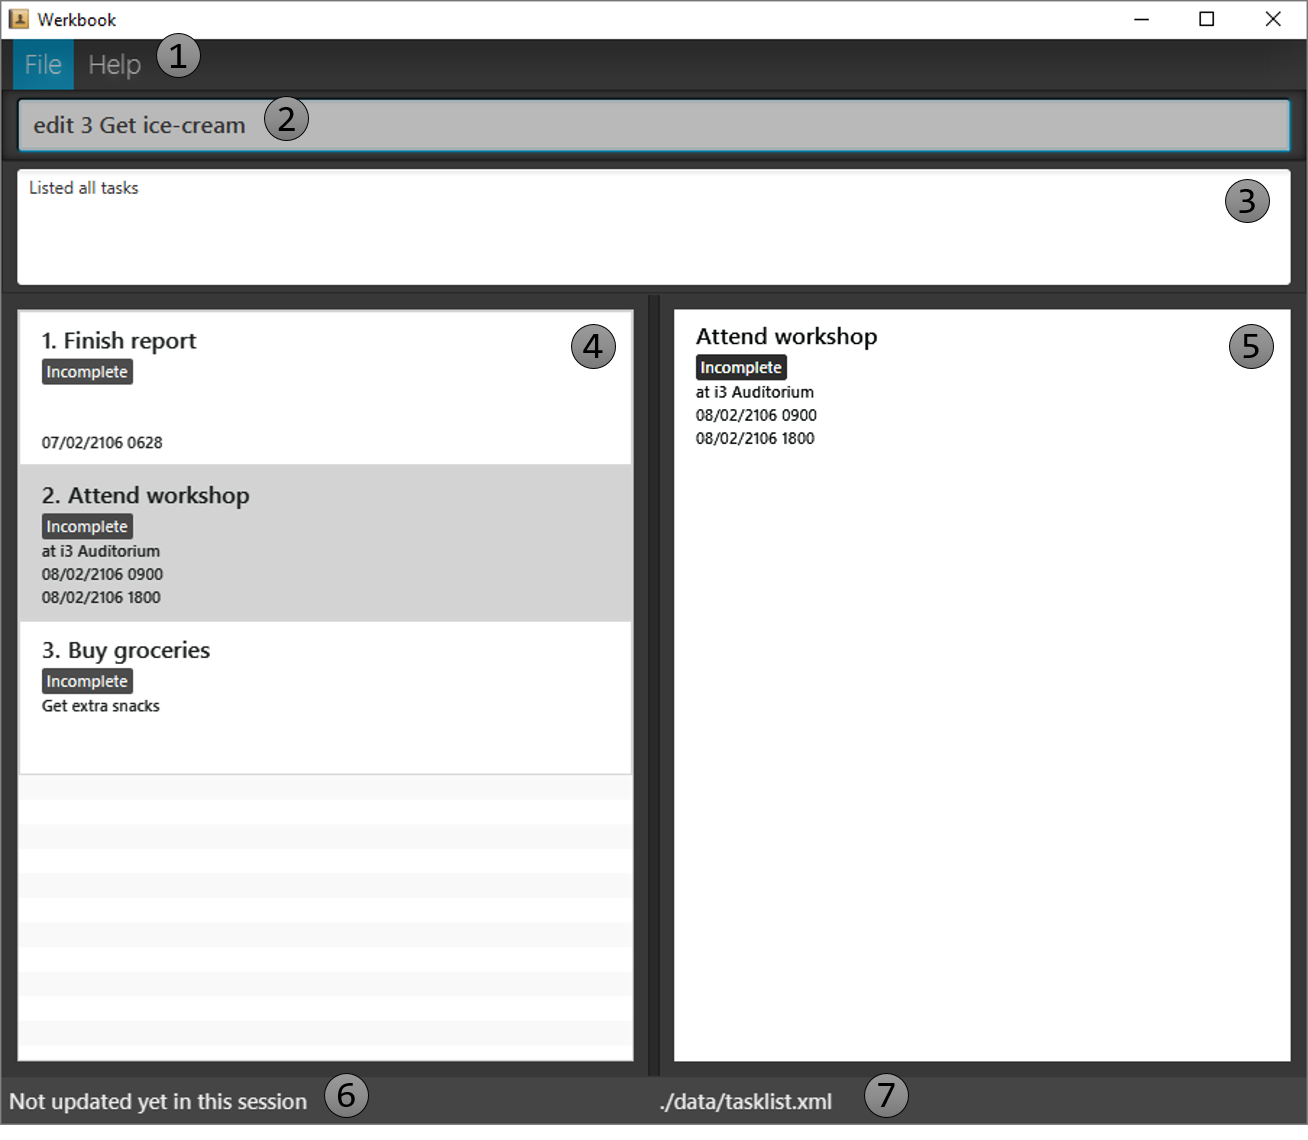 Werkbook
File Help 1
edit 3 Get ice-cream 2
Listed all tasks 3
1. Finish report 4
Incomplete
07/02/2106 0628
2. Attend workshop
Incomplete
at i3 Auditorium
08/02/2106 0900
08/02/2106 1800
3. Buy groceries
Incomplete
Get extra snacks
Attend workshop 5
Incomplete
at i3 Auditorium
08/02/2106 0900
08/02/2106 1800
Not updated yet in this session 6
./data/tasklist.xml 7